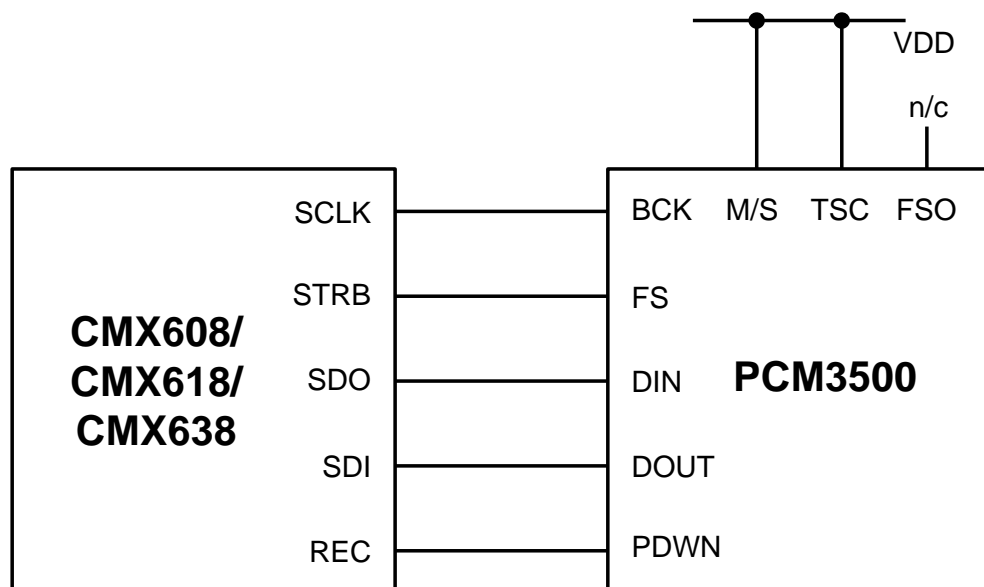 VDD
n/c
SCLK
BCK M/S TSC FSO
STRB
FS
CMX608/
CMX618/
CMX638
SDO
DIN
PCM3500
SDI
DOUT
REC
PDWN